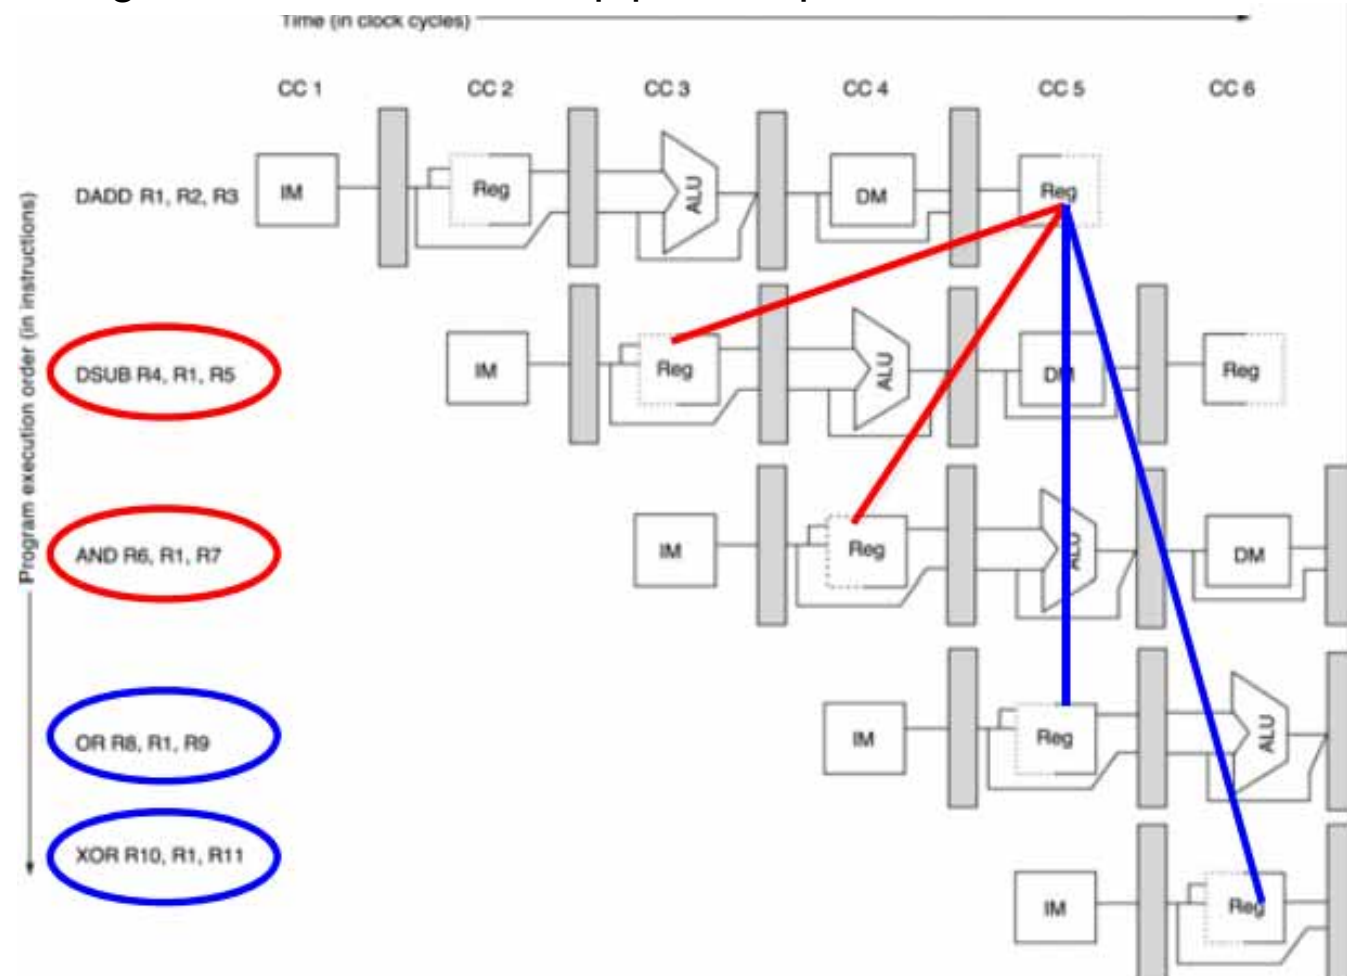 Time (in clock cycles)
CC 1 CC 2 CC 3 CC 4 CC 5 CC 6
Program execution order (in instructions)
DADD R1, R2, R3 IM Reg ALU DM Reg
DSUB R4, R1, R5 IM Reg ALU DM Reg
AND R6, R1, R7 IM Reg ALU DM
OR R8, R1, R9 IM Reg ALU
XOR R10, R1, R11 IM Reg